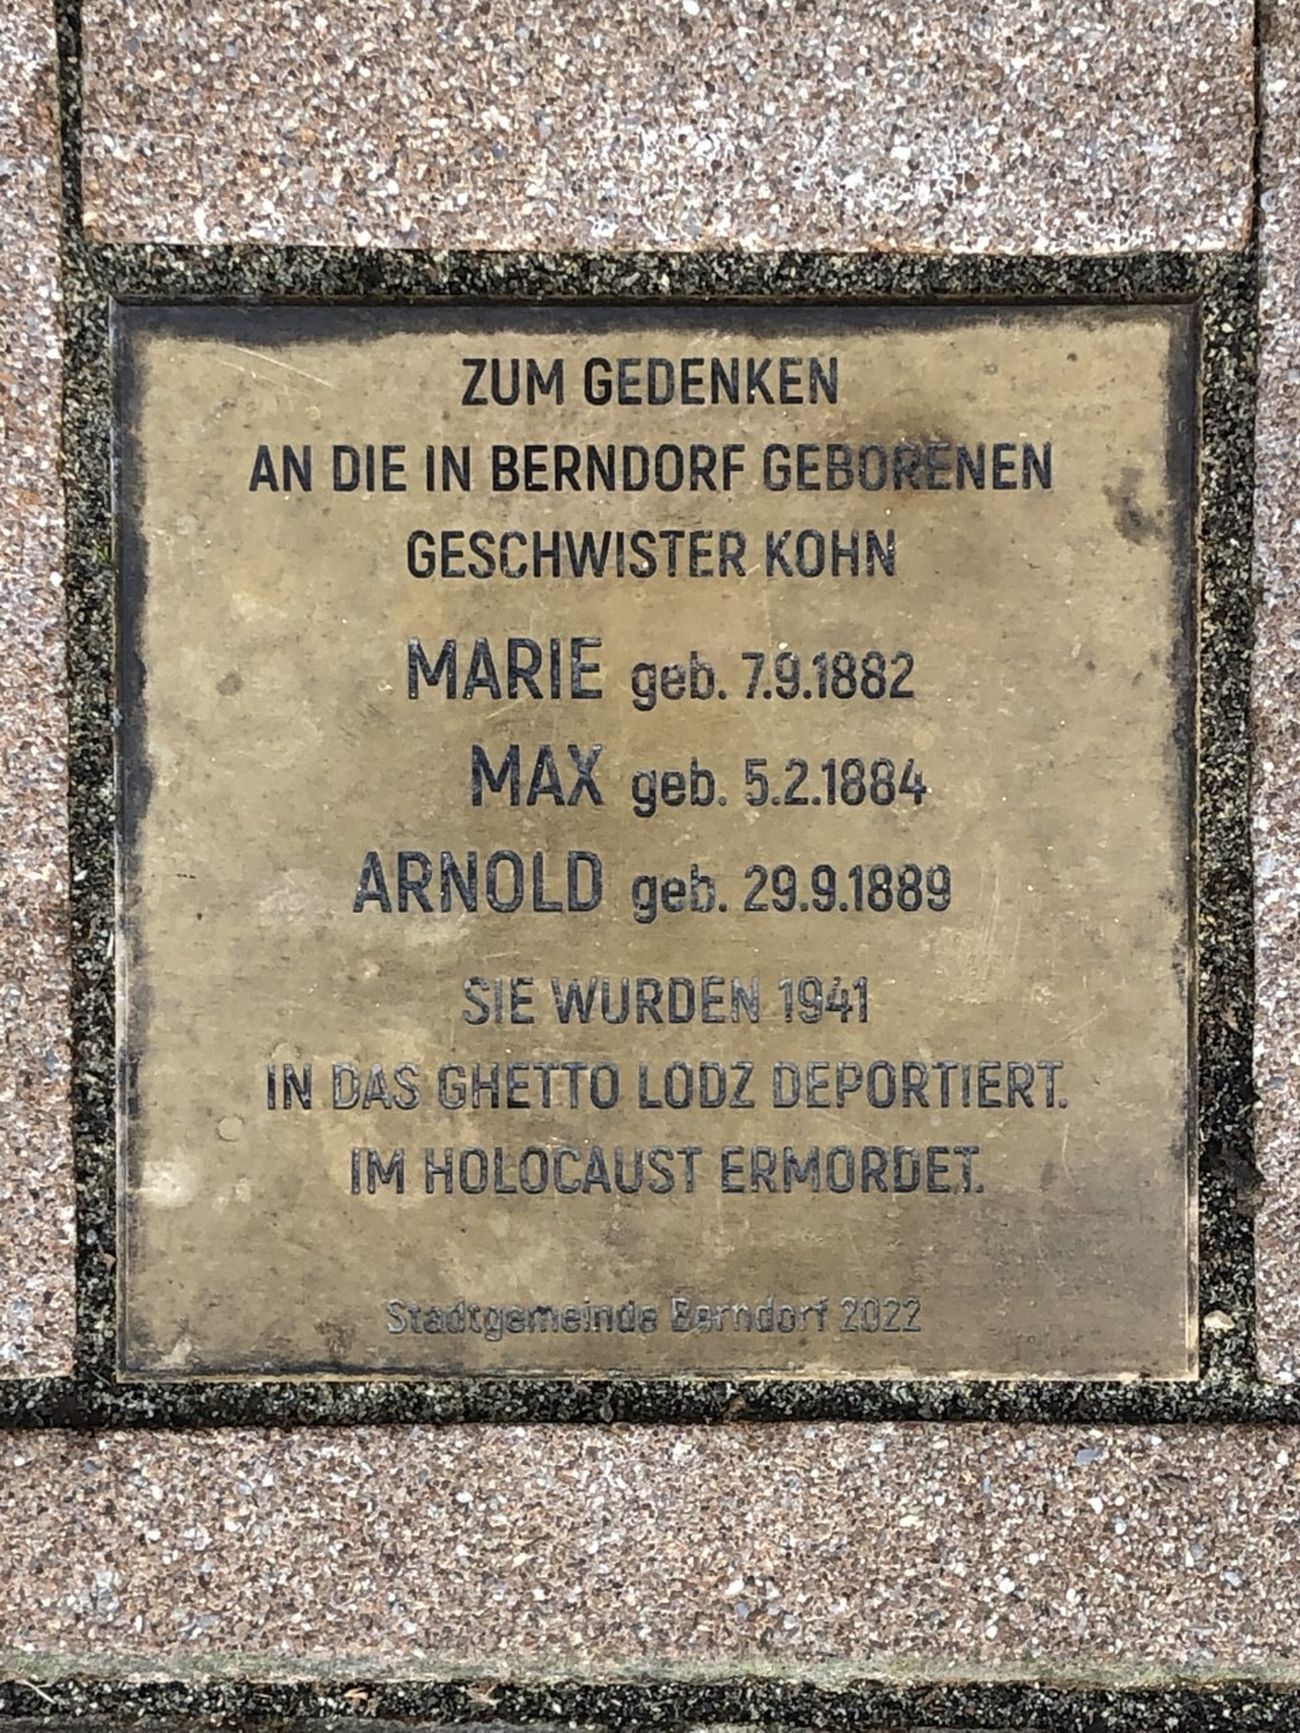 ZUM GEDENKEN
AN DIE IN BERNDORF GEBORENEN
GESCHWISTER KOHN
MARIE geb. 7.9.1882
MAX geb. 5.2.1884
ARNOLD geb. 29.9.1889
SIE WURDEN 1941
IN DAS GHETTO LODZ DEPORTIERT.
IM HOLOCAUST ERMORDET.
Stadtgemeinde Berndorf 2022